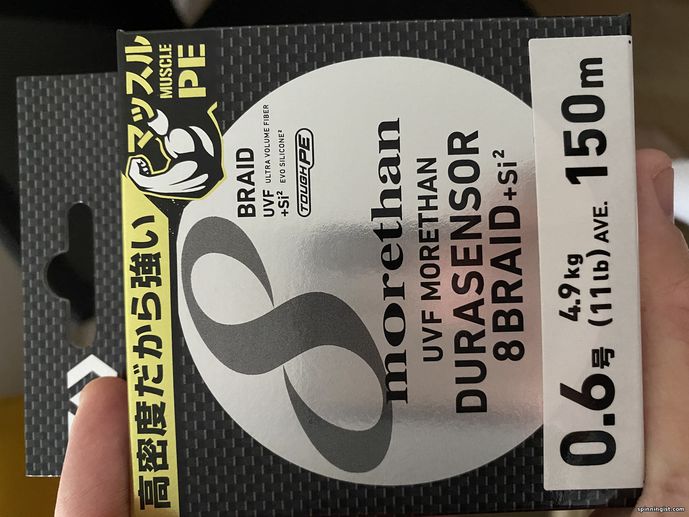 高密度だから強い
マッスル
MUSCLE
PE
8
BRAID
UVF ULTRA VOLUME FIBER
+Si² EVO SILICONE²
TOUGH PE
morethan
UVF MORETHAN
DURASENSOR
8BRAID+Si²
0.6号 4.9kg (11lb) AVE. 150m
spinningist.com